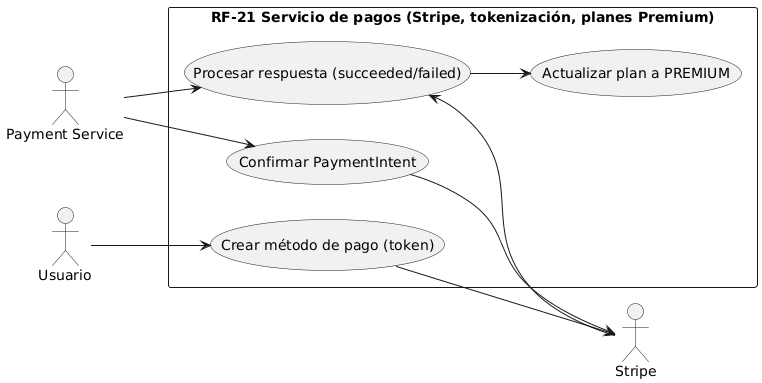 RF-21 Servicio de pagos (Stripe, tokenización, planes Premium)
Procesar respuesta (succeeded/failed)
Actualizar plan a PREMIUM
Payment Service
Confirmar PaymentIntent
Crear método de pago (token)
Usuario
Stripe